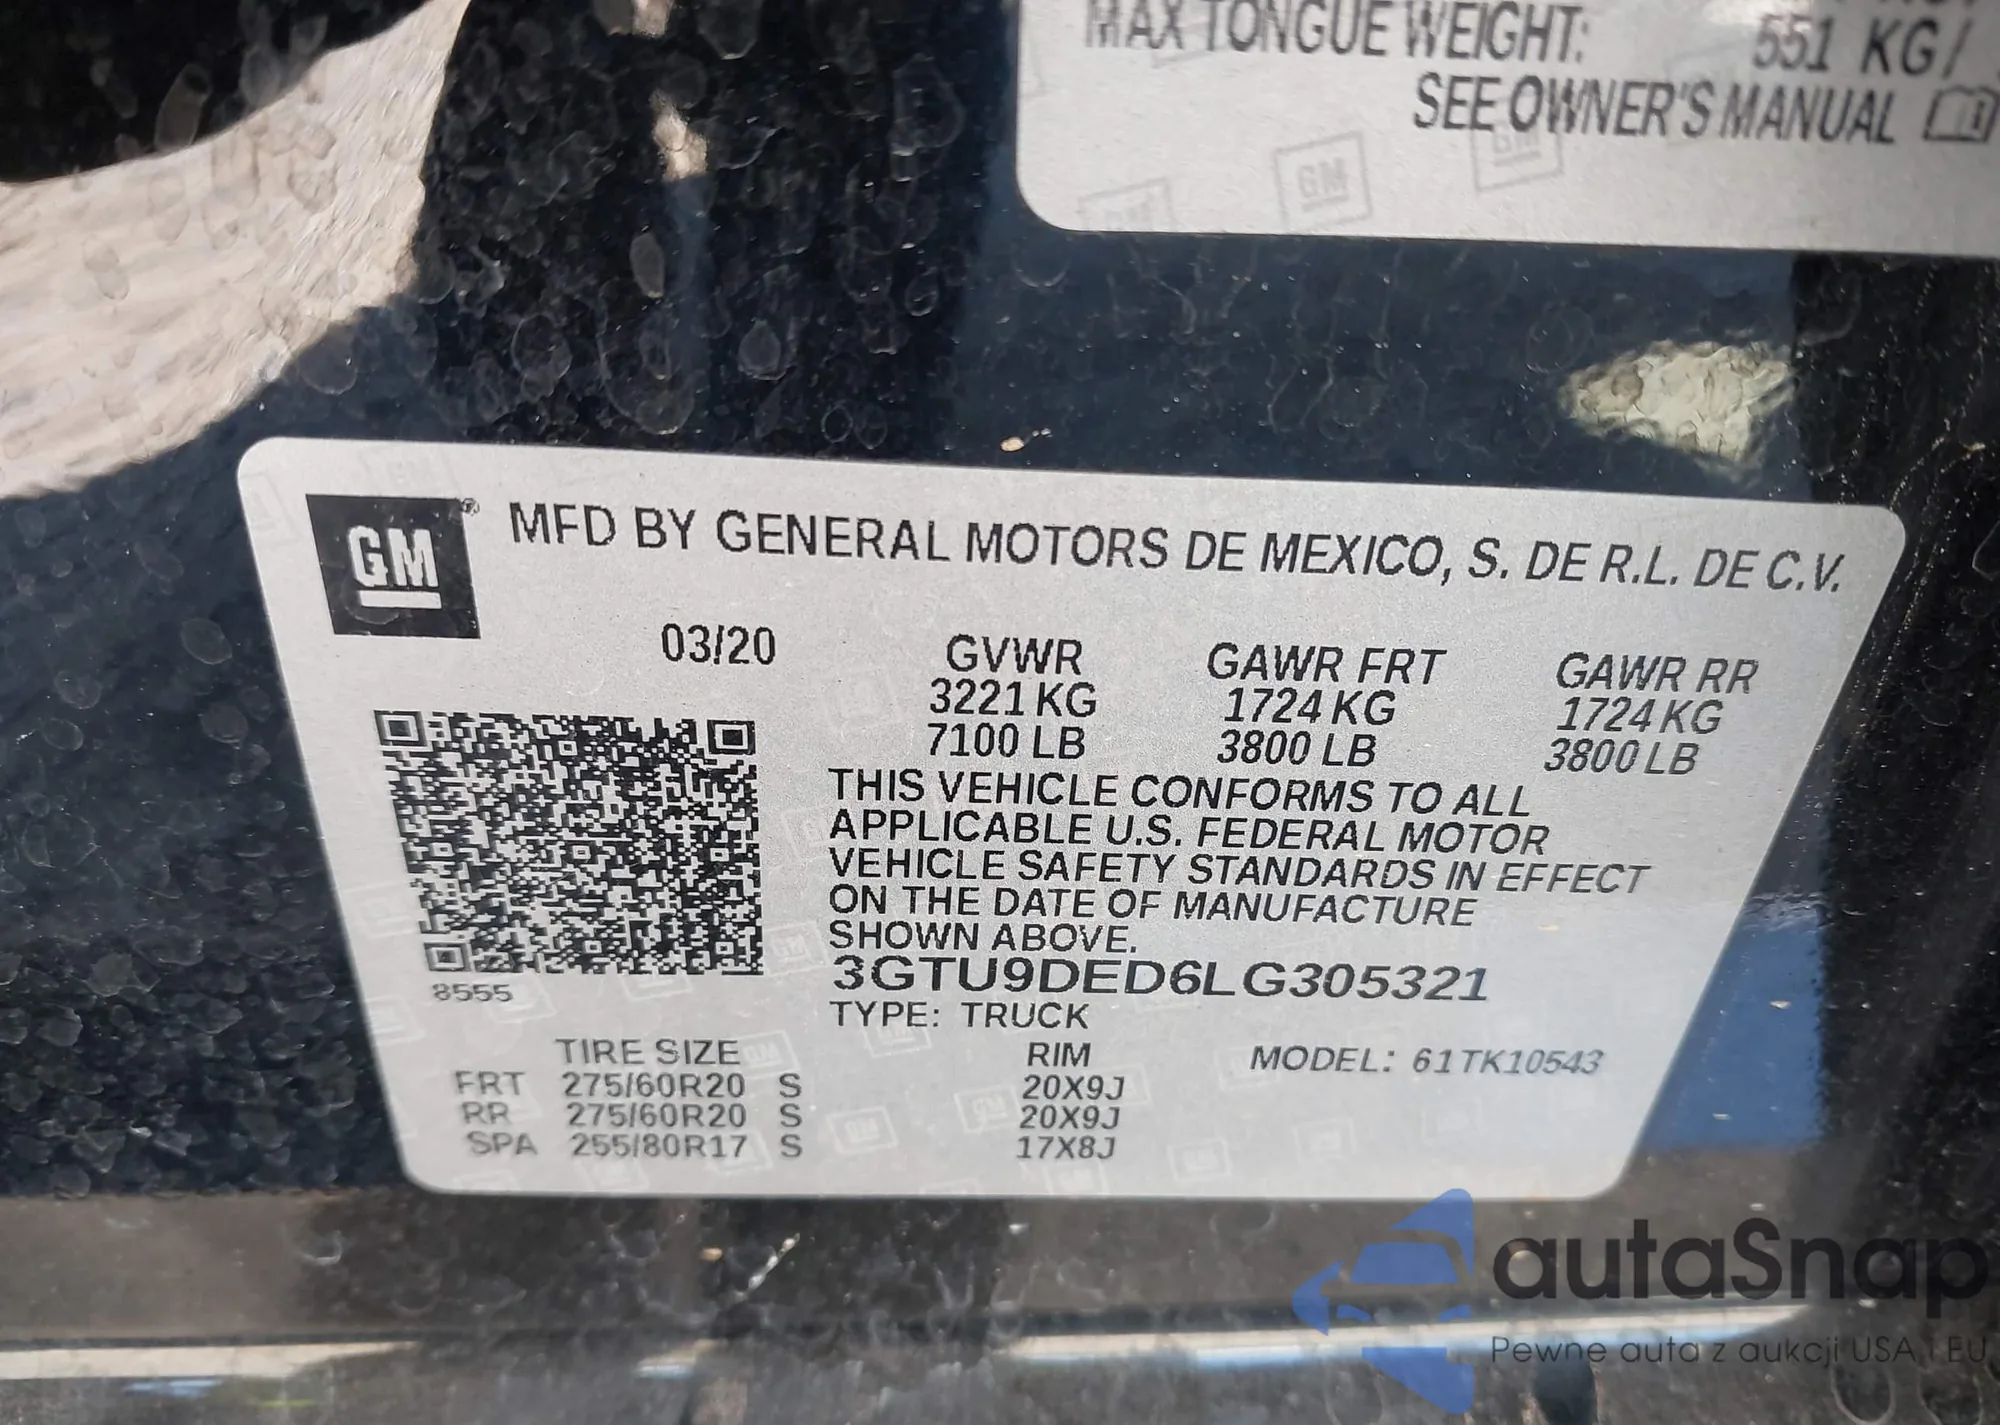 MAX TONGUE WEIGHT: 551 KG/
SEE OWNER'S MANUAL
GM
GM
GM® MFD BY GENERAL MOTORS DE MEXICO, S. DE R.L. DE C.V.
03/20 GVWR GAWR FRT GAWR RR
3221 KG 1724 KG 1724 KG
7100 LB 3800 LB 3800 LB
THIS VEHICLE CONFORMS TO ALL
APPLICABLE U.S. FEDERAL MOTOR
VEHICLE SAFETY STANDARDS IN EFFECT
ON THE DATE OF MANUFACTURE
SHOWN ABOVE.
3GTU9DED6LG305321
8555
TYPE: TRUCK
TIRE SIZE RIM MODEL: 61TK10543
FRT 275/60R20 S 20X9J
RR 275/60R20 S 20X9J
SPA 255/80R17 S 17X8J
autaSnap
Pewne auta z aukcji USA i EU